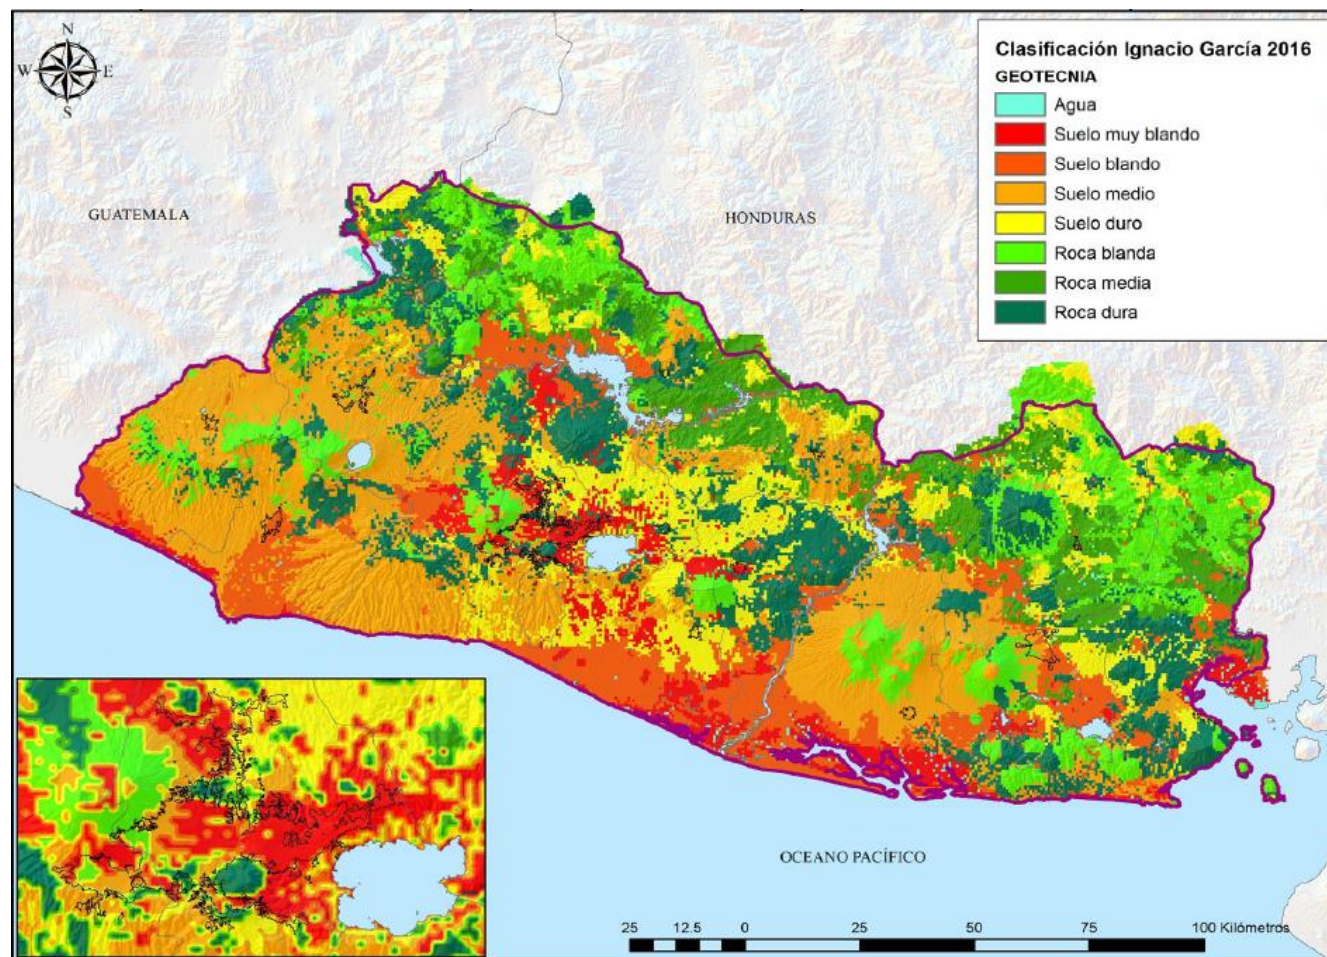 N
W
E
S
Clasificación Ignacio García 2016
GEOTECNIA
Agua
Suelo muy blando
Suelo blando
Suelo medio
Suelo duro
Roca blanda
Roca media
Roca dura
GUATEMALA
HONDURAS
OCEANO PACÍFICO
25 12.5 0 25 50 75 100 Kilómetros